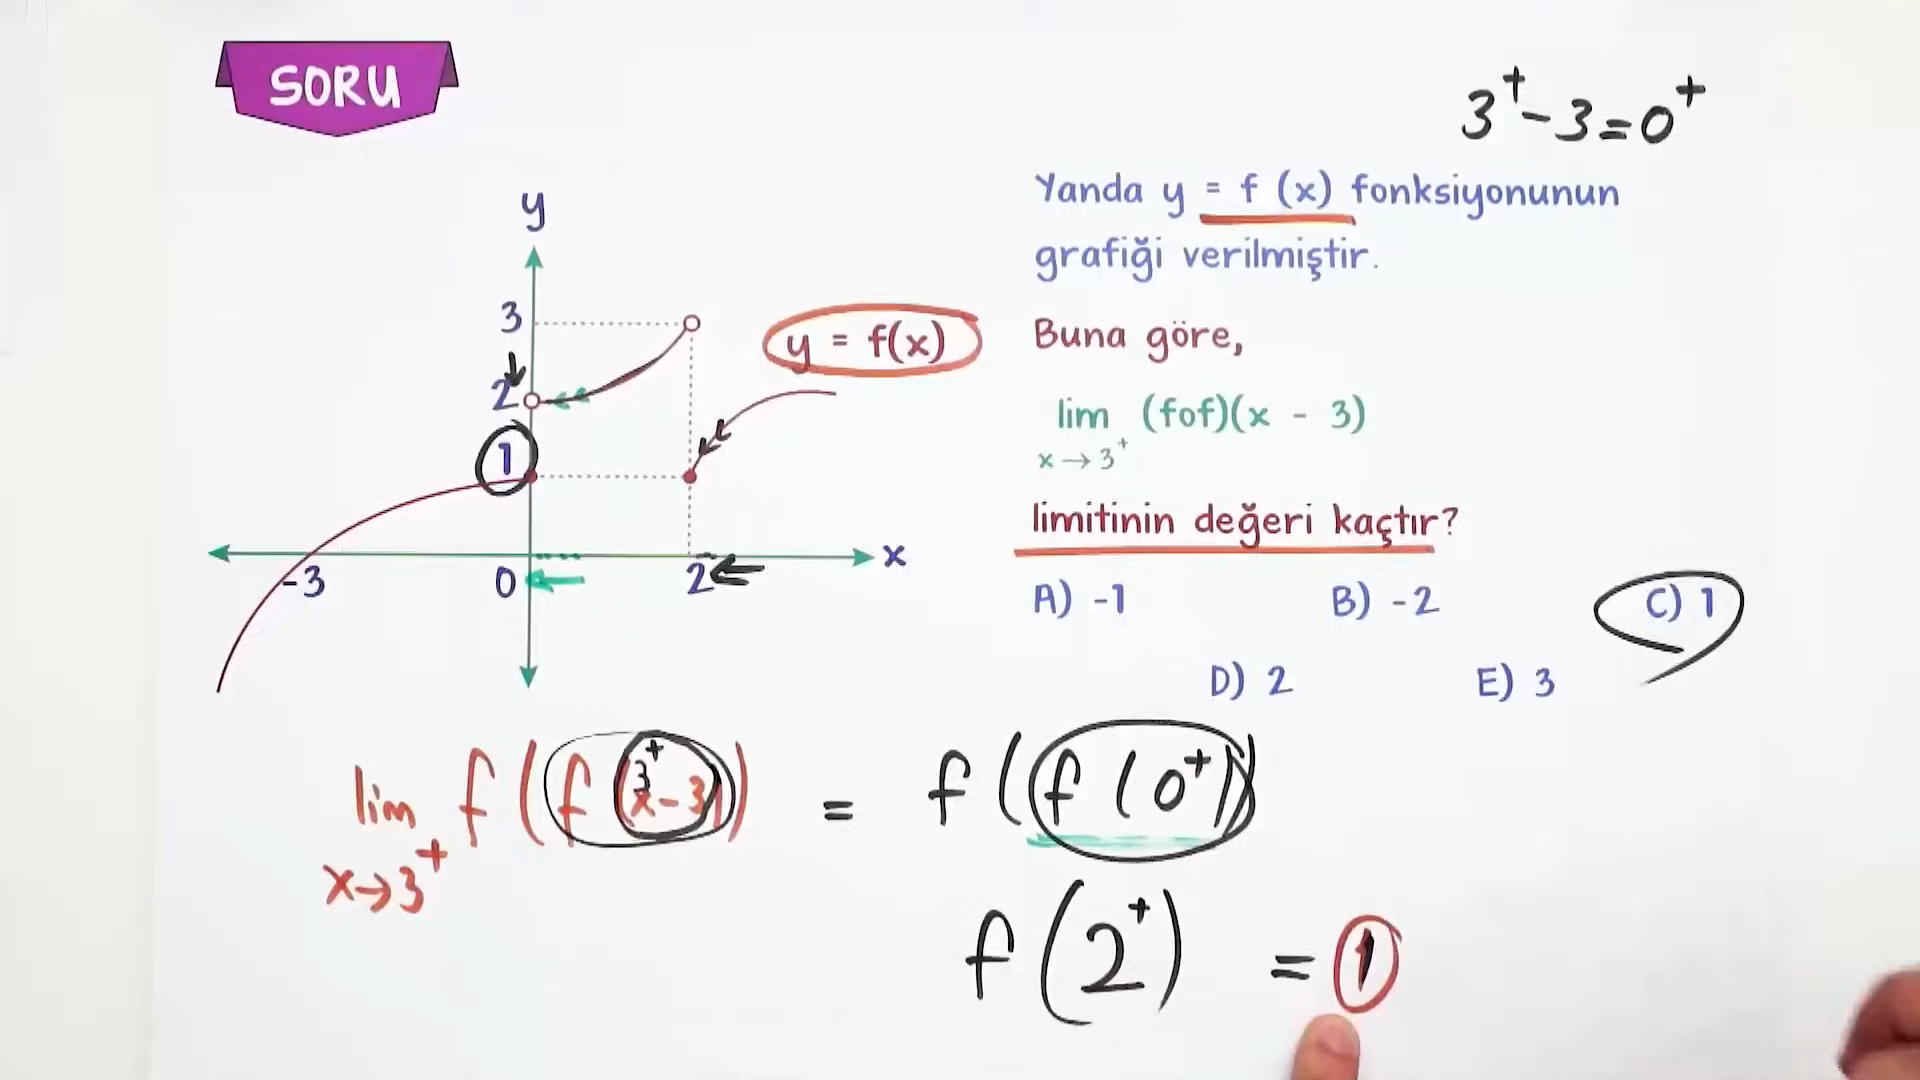 SORU
3⁺-3=0⁺
Yanda y = f (x) fonksiyonunun
grafiği verilmiştir.
y
3
2
1
y = f(x)
-3
0
2
x
Buna göre,
lim (fof)(x - 3)
x → 3⁺
limitinin değeri kaçtır?
A) -1 B) -2 C) 1
D) 2 E) 3
lim f(f(x-3)) = f(f(0⁺))
3⁺
x→3⁺
f(2⁺) = 1